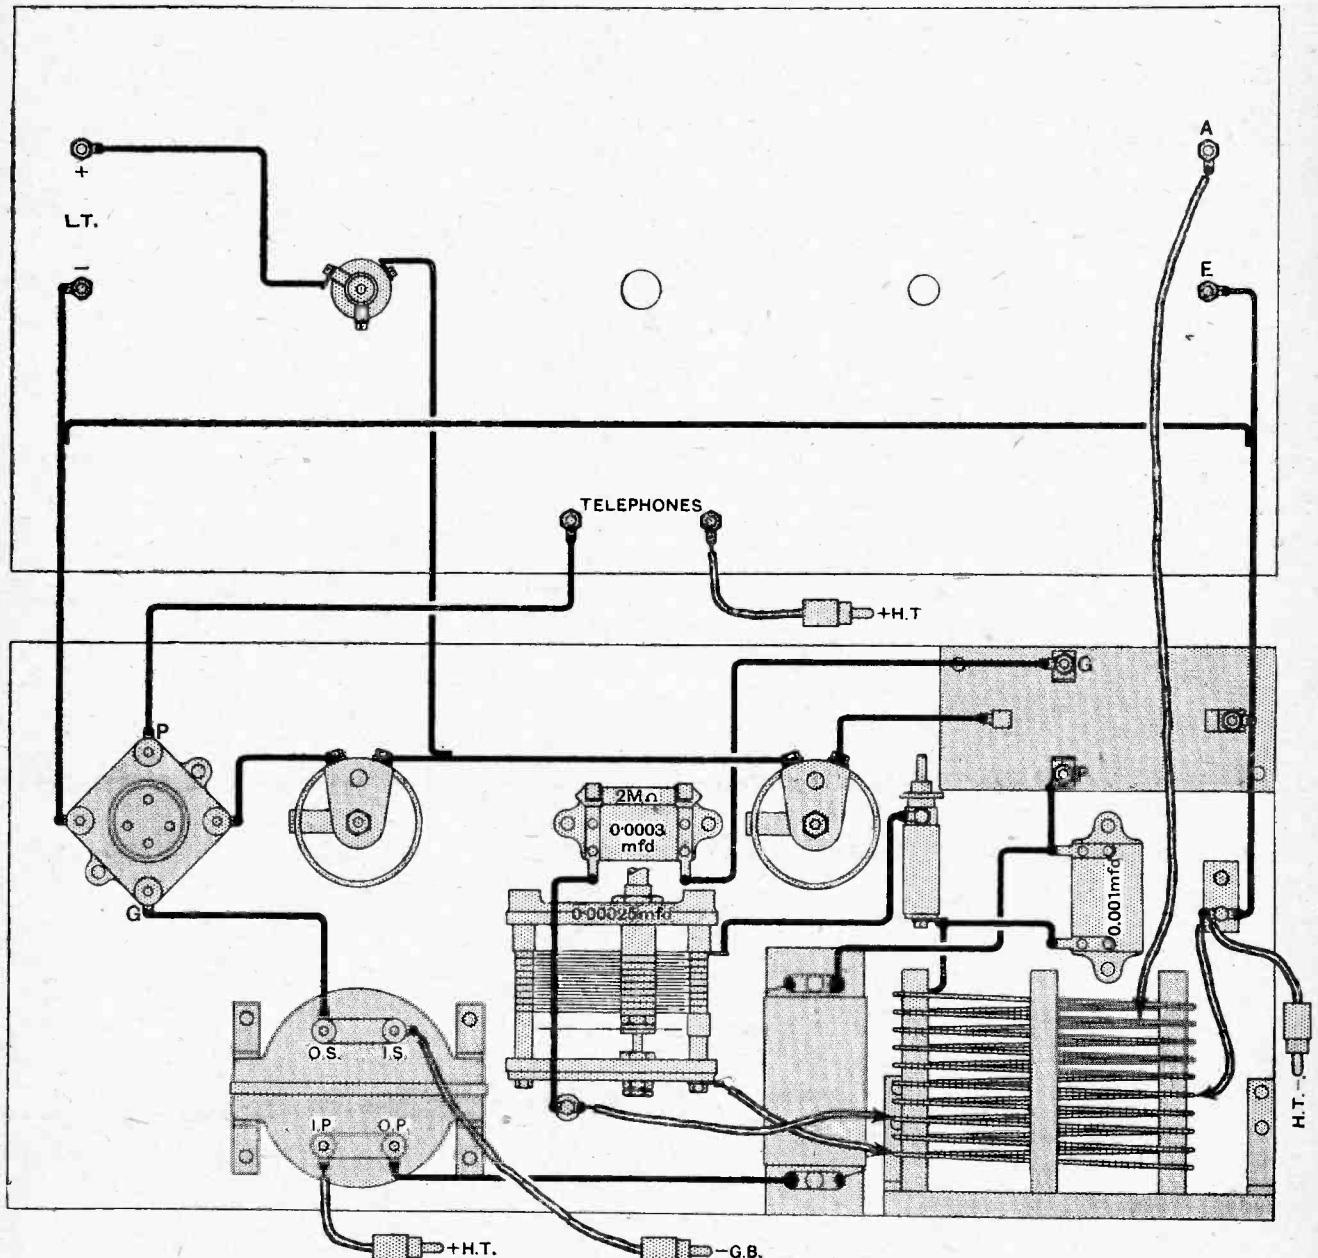 A
+
L.T.
−
E
TELEPHONES
+H.T
G
P
P
2MΩ
0·0003
mfd
0·00025mfd
0.001mfd
G
O.S. I.S.
I.P. O.P.
H.T.-.
+H.T.
-G.B.